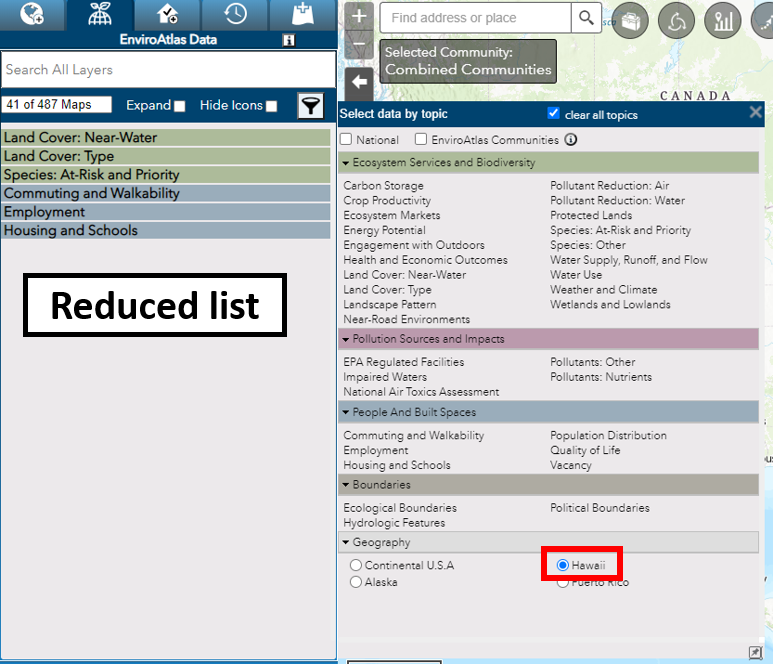 EnviroAtlas Data
Search All Layers
41 of 487 Maps Expand Hide Icons
Land Cover: Near-Water
Land Cover: Type
Species: At-Risk and Priority
Commuting and Walkability
Employment
Housing and Schools
Reduced list
Find address or place
Selected Community:
Combined Communities
CANADA
Select data by topic clear all topics
National EnviroAtlas Communities
Ecosystem Services and Biodiversity
Carbon Storage Pollutant Reduction: Air
Crop Productivity Pollutant Reduction: Water
Ecosystem Markets Protected Lands
Energy Potential Species: At-Risk and Priority
Engagement with Outdoors Species: Other
Health and Economic Outcomes Water Supply, Runoff, and Flow
Land Cover: Near-Water Water Use
Land Cover: Type Weather and Climate
Landscape Pattern Wetlands and Lowlands
Near-Road Environments
Pollution Sources and Impacts
EPA Regulated Facilities Pollutants: Other
Impaired Waters Pollutants: Nutrients
National Air Toxics Assessment
People And Built Spaces
Commuting and Walkability Population Distribution
Employment Quality of Life
Housing and Schools Vacancy
Boundaries
Ecological Boundaries Political Boundaries
Hydrologic Features
Geography
Continental U.S.A Hawaii
Alaska Puerto Rico